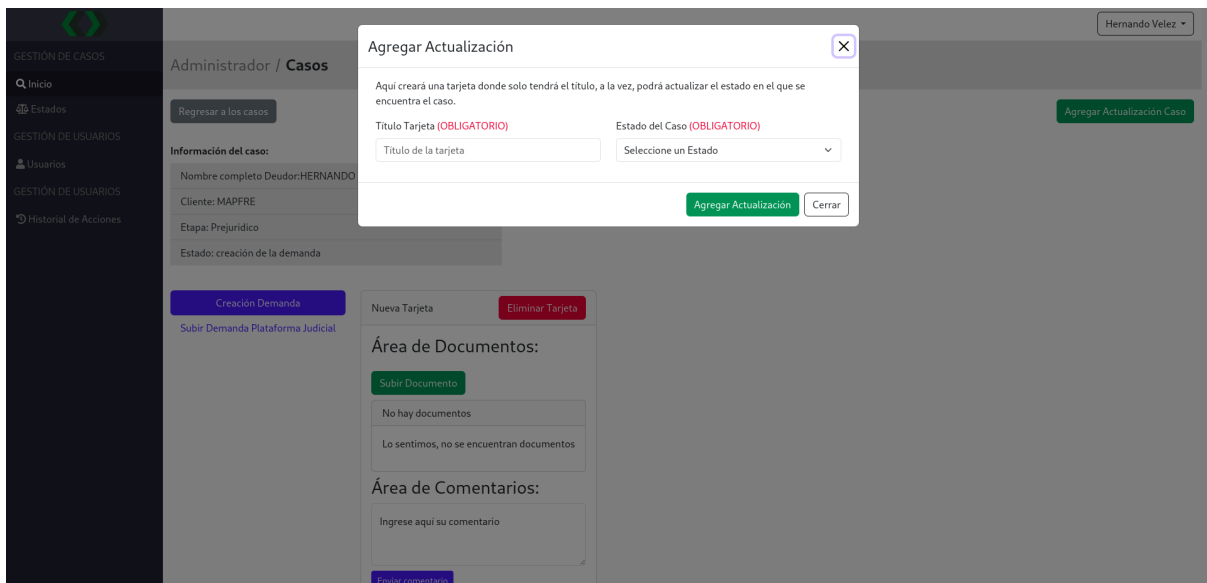 Hernando Velez
GESTIÓN DE CASOS
Inicio
Estados
GESTIÓN DE USUARIOS
Usuarios
GESTIÓN DE USUARIOS
Historial de Acciones
Administrador / Casos
Regresar a los casos
Agregar Actualización Caso
Información del caso:
Nombre completo Deudor:HERNANDO
Cliente: MAPFRE
Etapa: Prejuridico
Estado: creación de la demanda
Agregar Actualización
Aquí creará una tarjeta donde solo tendrá el título, a la vez, podrá actualizar el estado en el que se
encuentra el caso.
Título Tarjeta (OBLIGATORIO)
Estado del Caso (OBLIGATORIO)
Título de la tarjeta
Seleccione un Estado
Agregar Actualización
Cerrar
Creación Demanda
Subir Demanda Plataforma Judicial
Nueva Tarjeta
Eliminar Tarjeta
Área de Documentos:
Subir Documento
No hay documentos
Lo sentimos, no se encuentran documentos
Área de Comentarios:
Ingrese aquí su comentario
Enviar comentario